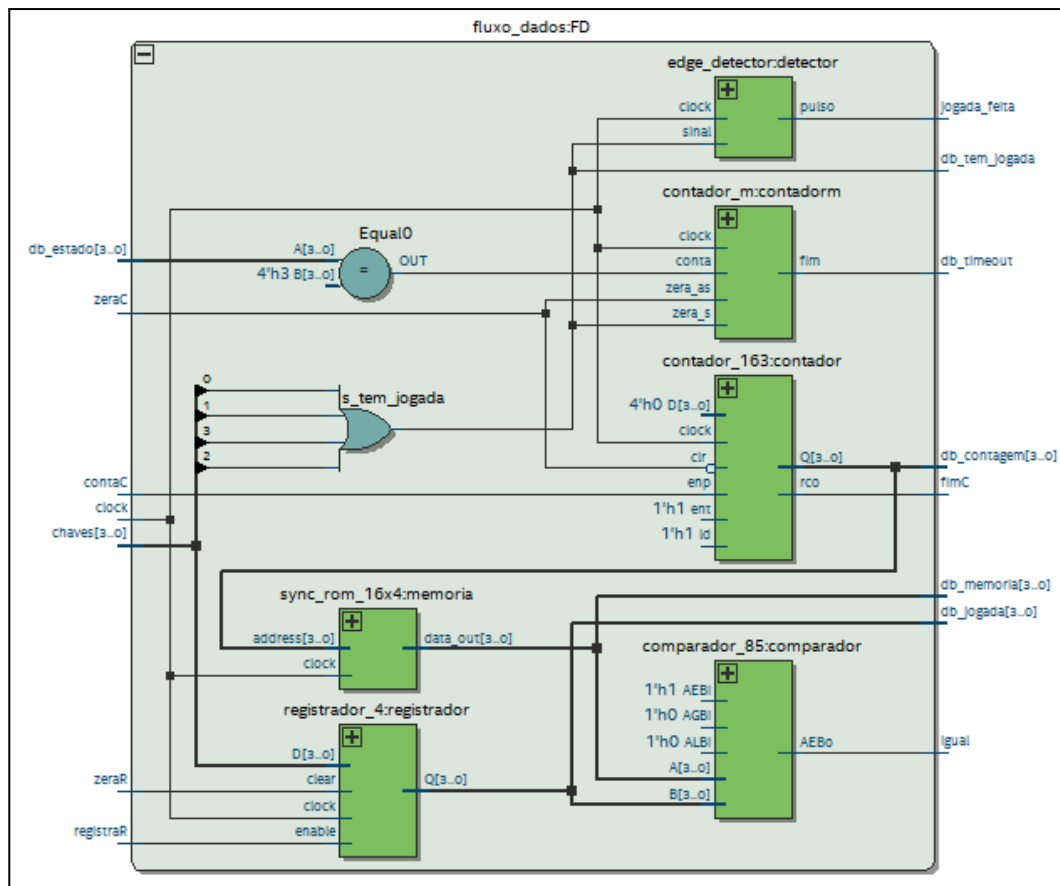 fluxo_dados:FD
edge_detector:detector
clock
sinal
pulso
jogada_feita
db_tem_jogada
contador_m:contadorm
clock
conta
zera_as
zera_s
fim
db_timeout
db_estado[3..0]
Equal0
A[3..0]
4'h3 B[3..0]
=
OUT
zeraC
contador_163:contador
4'h0 D[3..0]
clock
clr
enp
1'h1 ent
1'h1 ld
Q[3..0]
rco
db_contagem[3..0]
fimC
0
1
3
2
s_tem_jogada
contaC
clock
chaves[3..0]
sync_rom_16x4:memoria
address[3..0]
clock
data_out[3..0]
db_memoria[3..0]
db_jogada[3..0]
comparador_85:comparador
1'h1 AEBi
1'h0 AGBi
1'h0 ALBi
A[3..0]
B[3..0]
AEBo
igual
registrador_4:registrador
D[3..0]
clear
clock
enable
Q[3..0]
zeraR
registraR